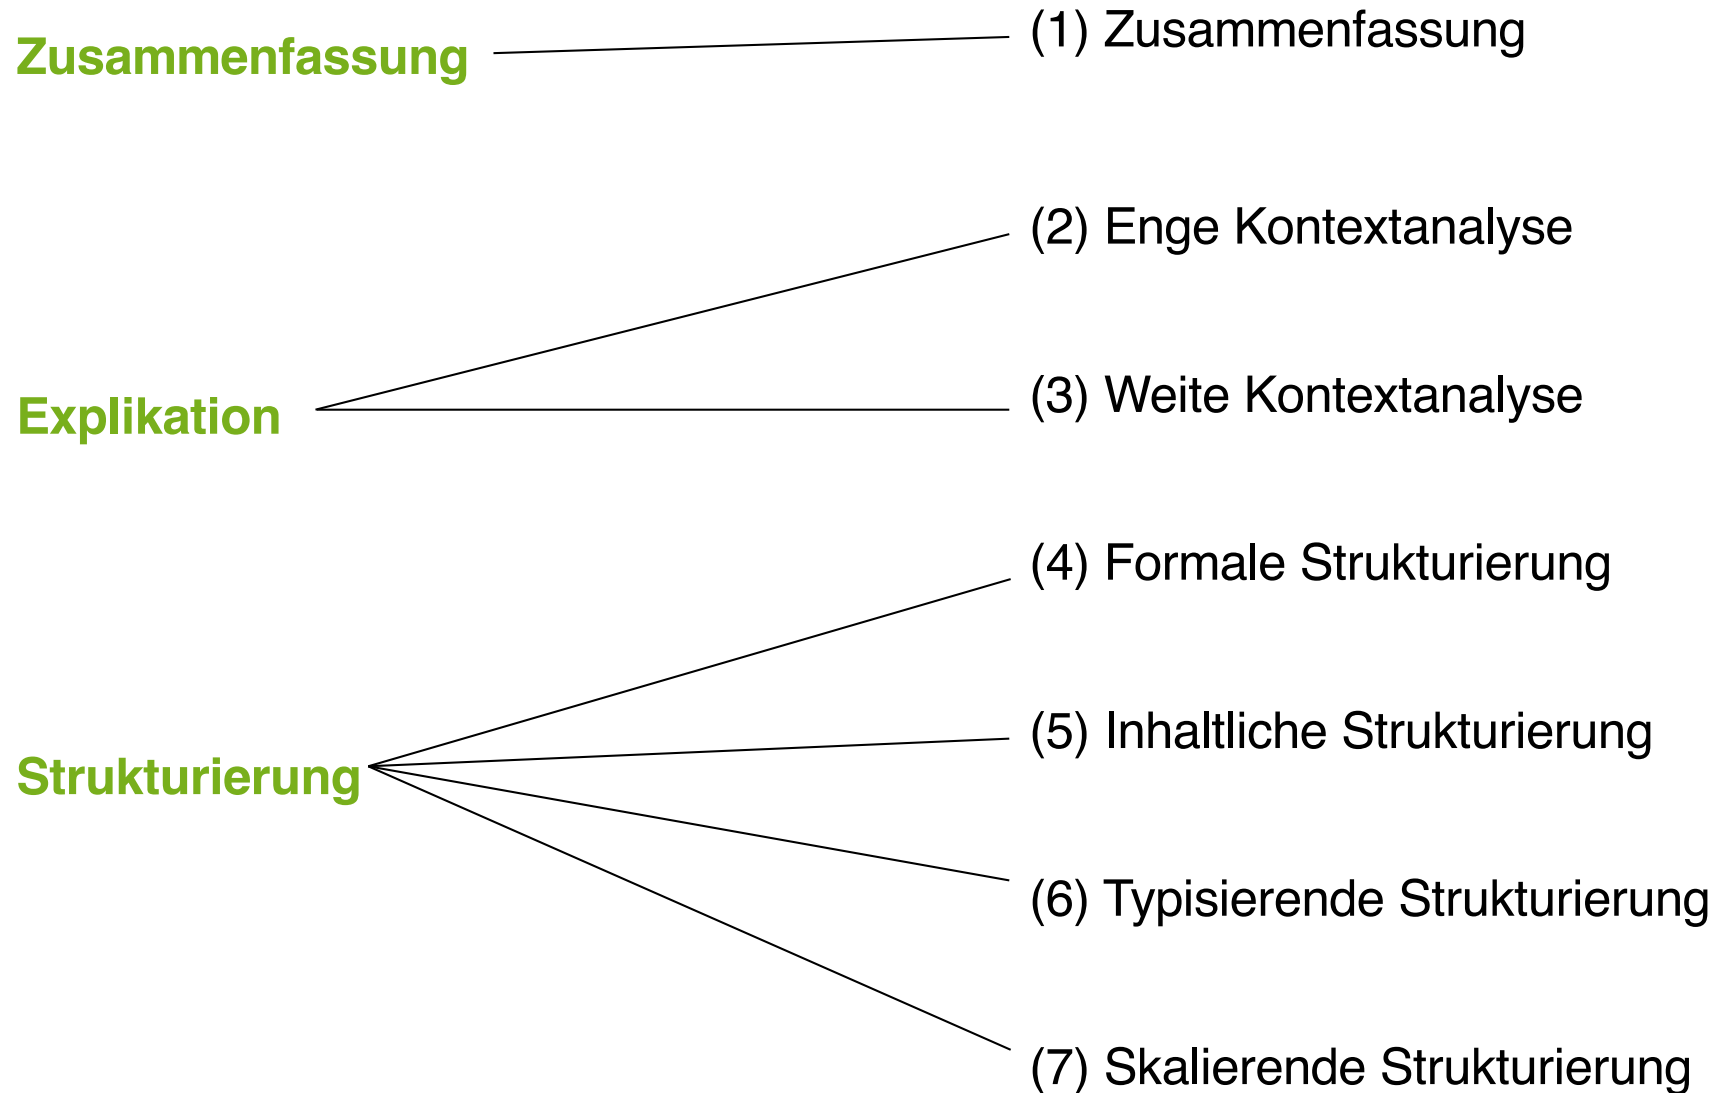 Zusammenfassung
(1) Zusammenfassung
(2) Enge Kontextanalyse
Explikation
(3) Weite Kontextanalyse
(4) Formale Strukturierung
(5) Inhaltliche Strukturierung
Strukturierung
(6) Typisierende Strukturierung
(7) Skalierende Strukturierung